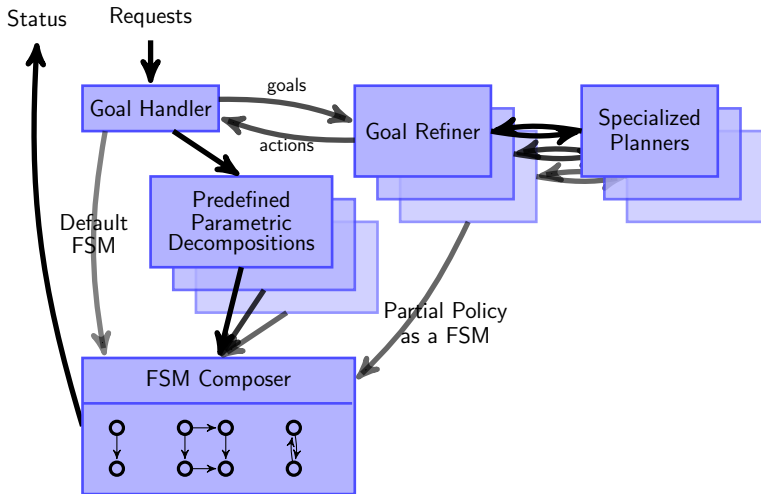 Status
Requests
Goal Handler
goals
actions
Goal Refiner
Specialized
Planners
Predefined
Parametric
Decompositions
Default
FSM
Partial Policy
as a FSM
FSM Composer